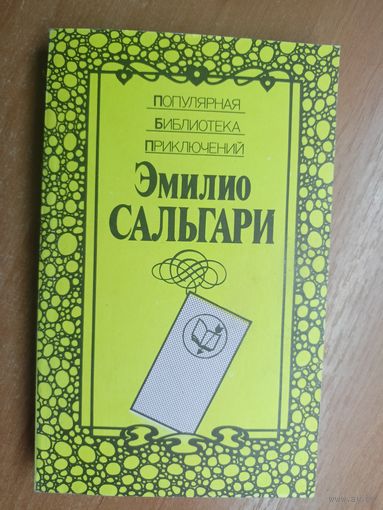 ПОПУЛЯРНАЯ
БИБЛИОТЕКА
ПРИКЛЮЧЕНИЙ
Эмилио
САЛЬГАРИ